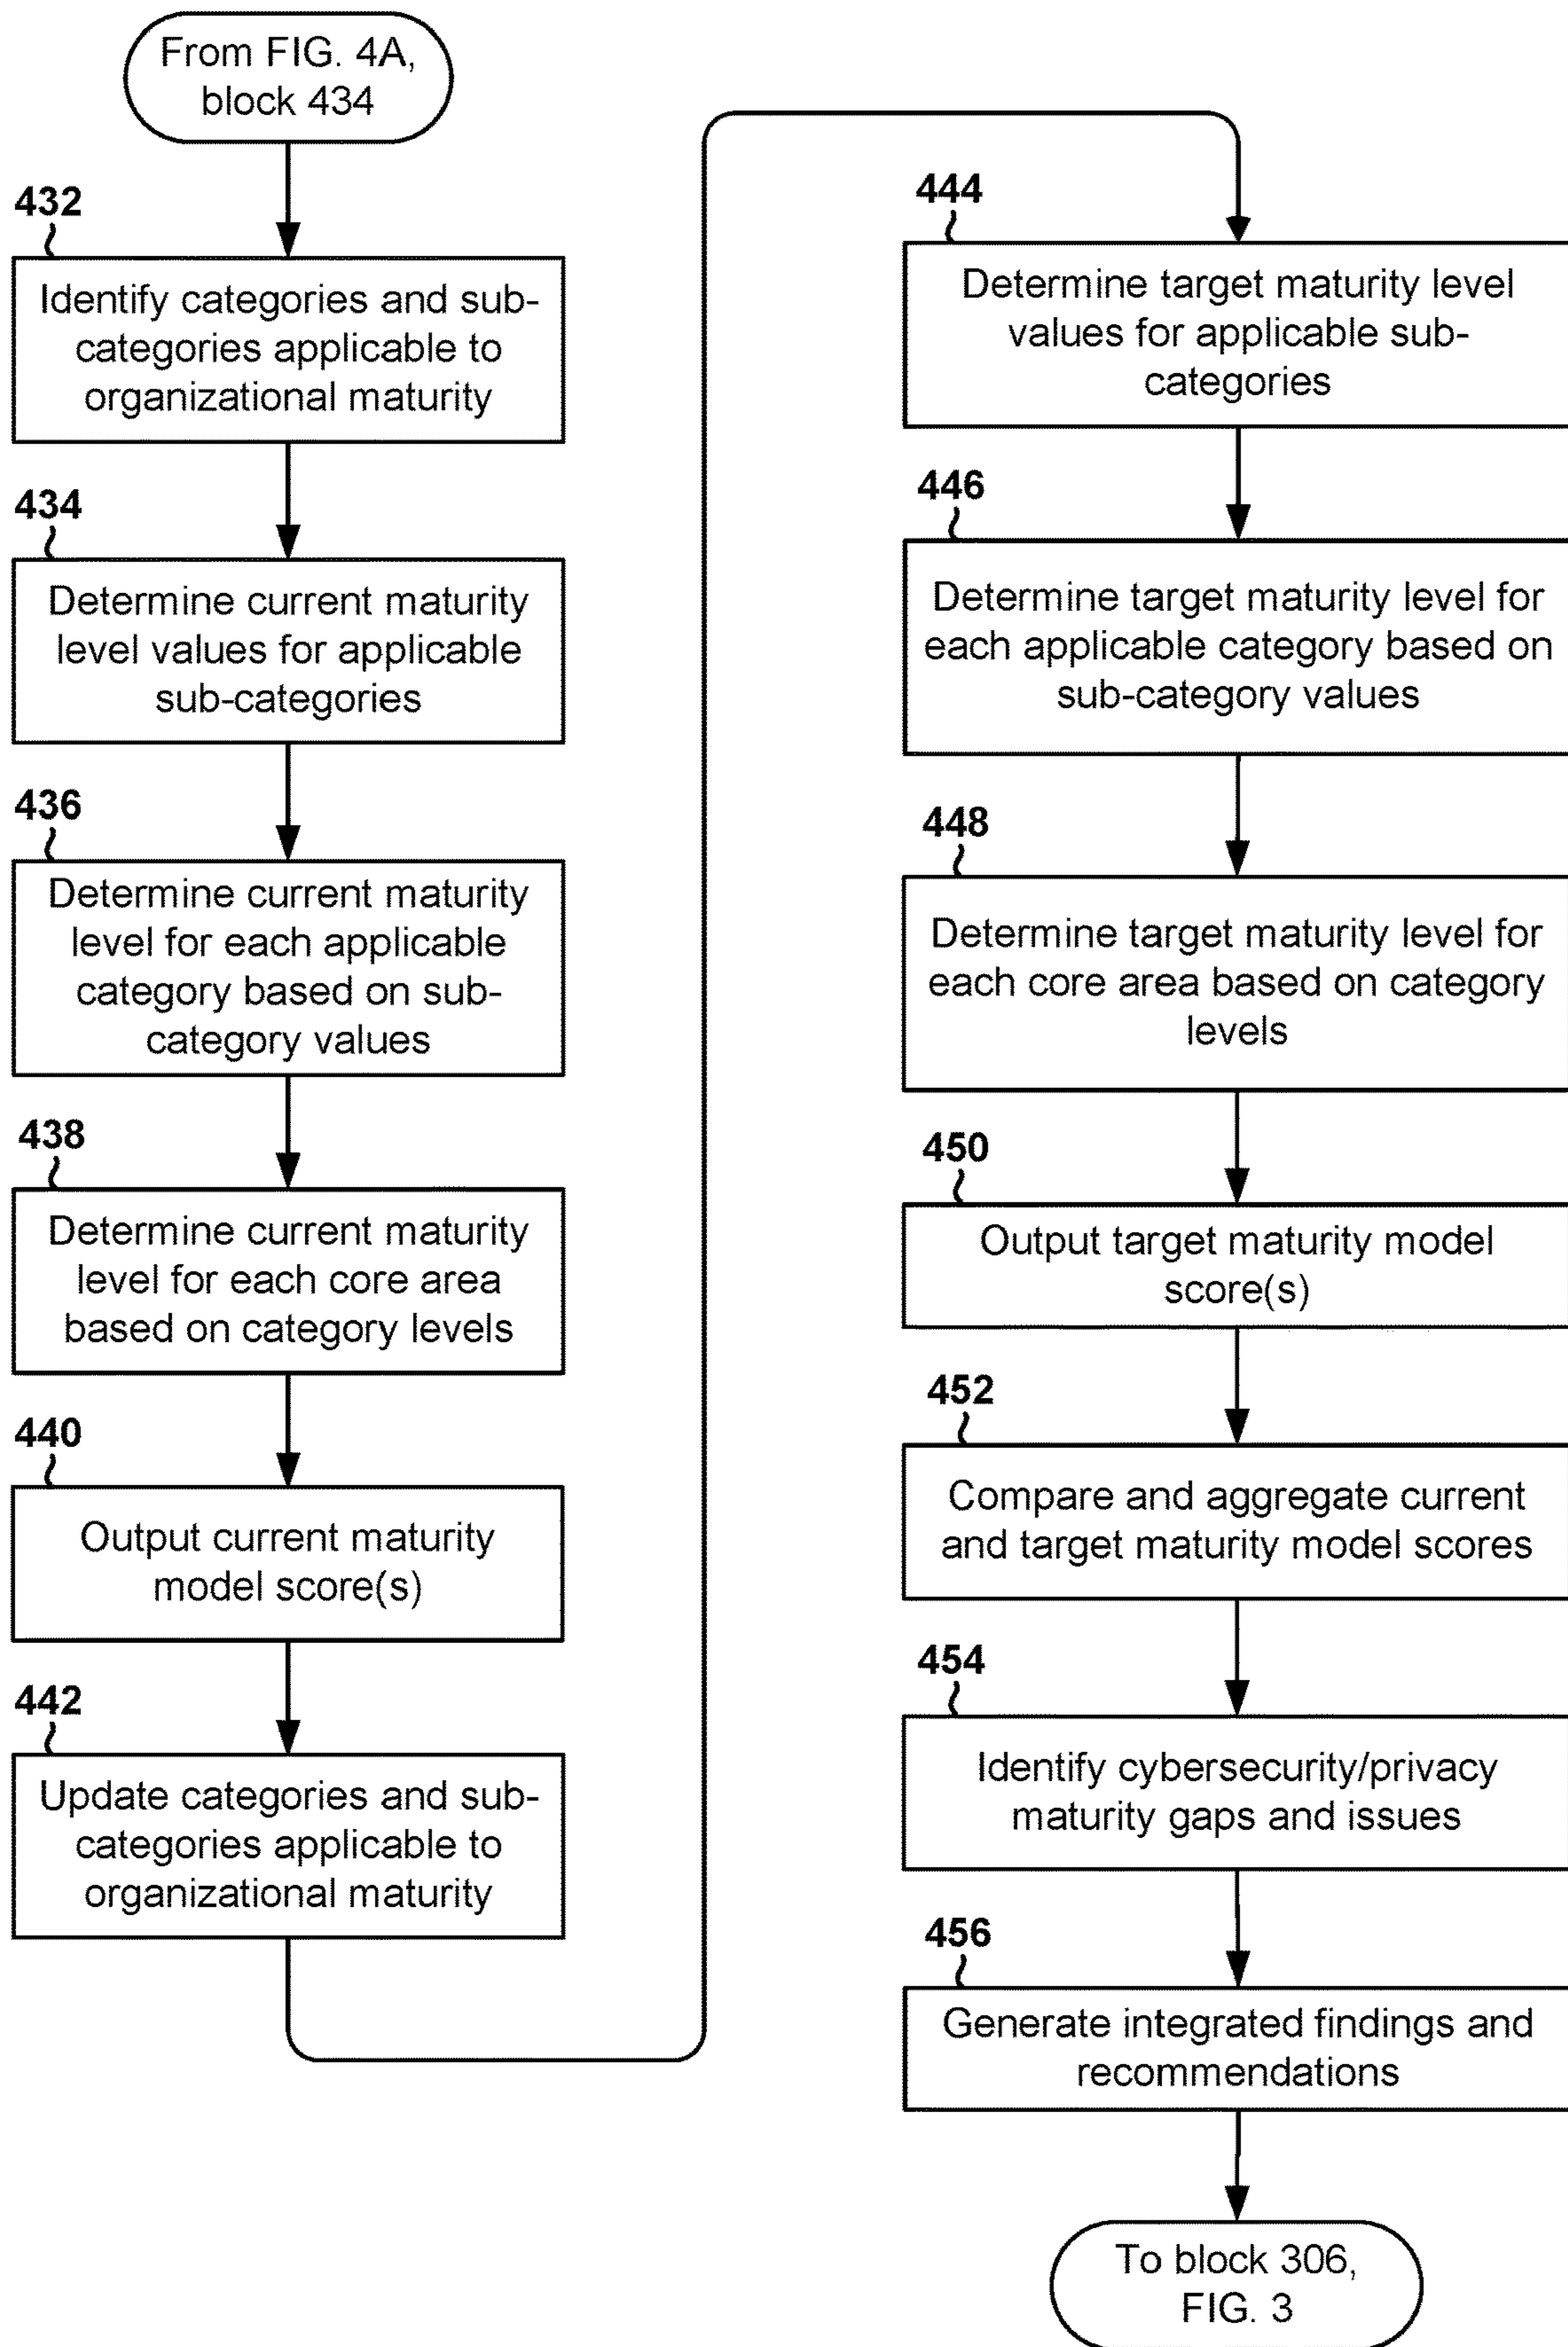 From FIG. 4A,
block 434
432
Identify categories and sub-
categories applicable to
organizational maturity
434
Determine current maturity
level values for applicable
sub-categories
436
Determine current maturity
level for each applicable
category based on sub-
category values
438
Determine current maturity
level for each core area
based on category levels
440
Output current maturity
model score(s)
442
Update categories and sub-
categories applicable to
organizational maturity
444
Determine target maturity level
values for applicable sub-
categories
446
Determine target maturity level for
each applicable category based on
sub-category values
448
Determine target maturity level for
each core area based on category
levels
450
Output target maturity model
score(s)
452
Compare and aggregate current
and target maturity model scores
454
Identify cybersecurity/privacy
maturity gaps and issues
456
Generate integrated findings and
recommendations
To block 306,
FIG. 3